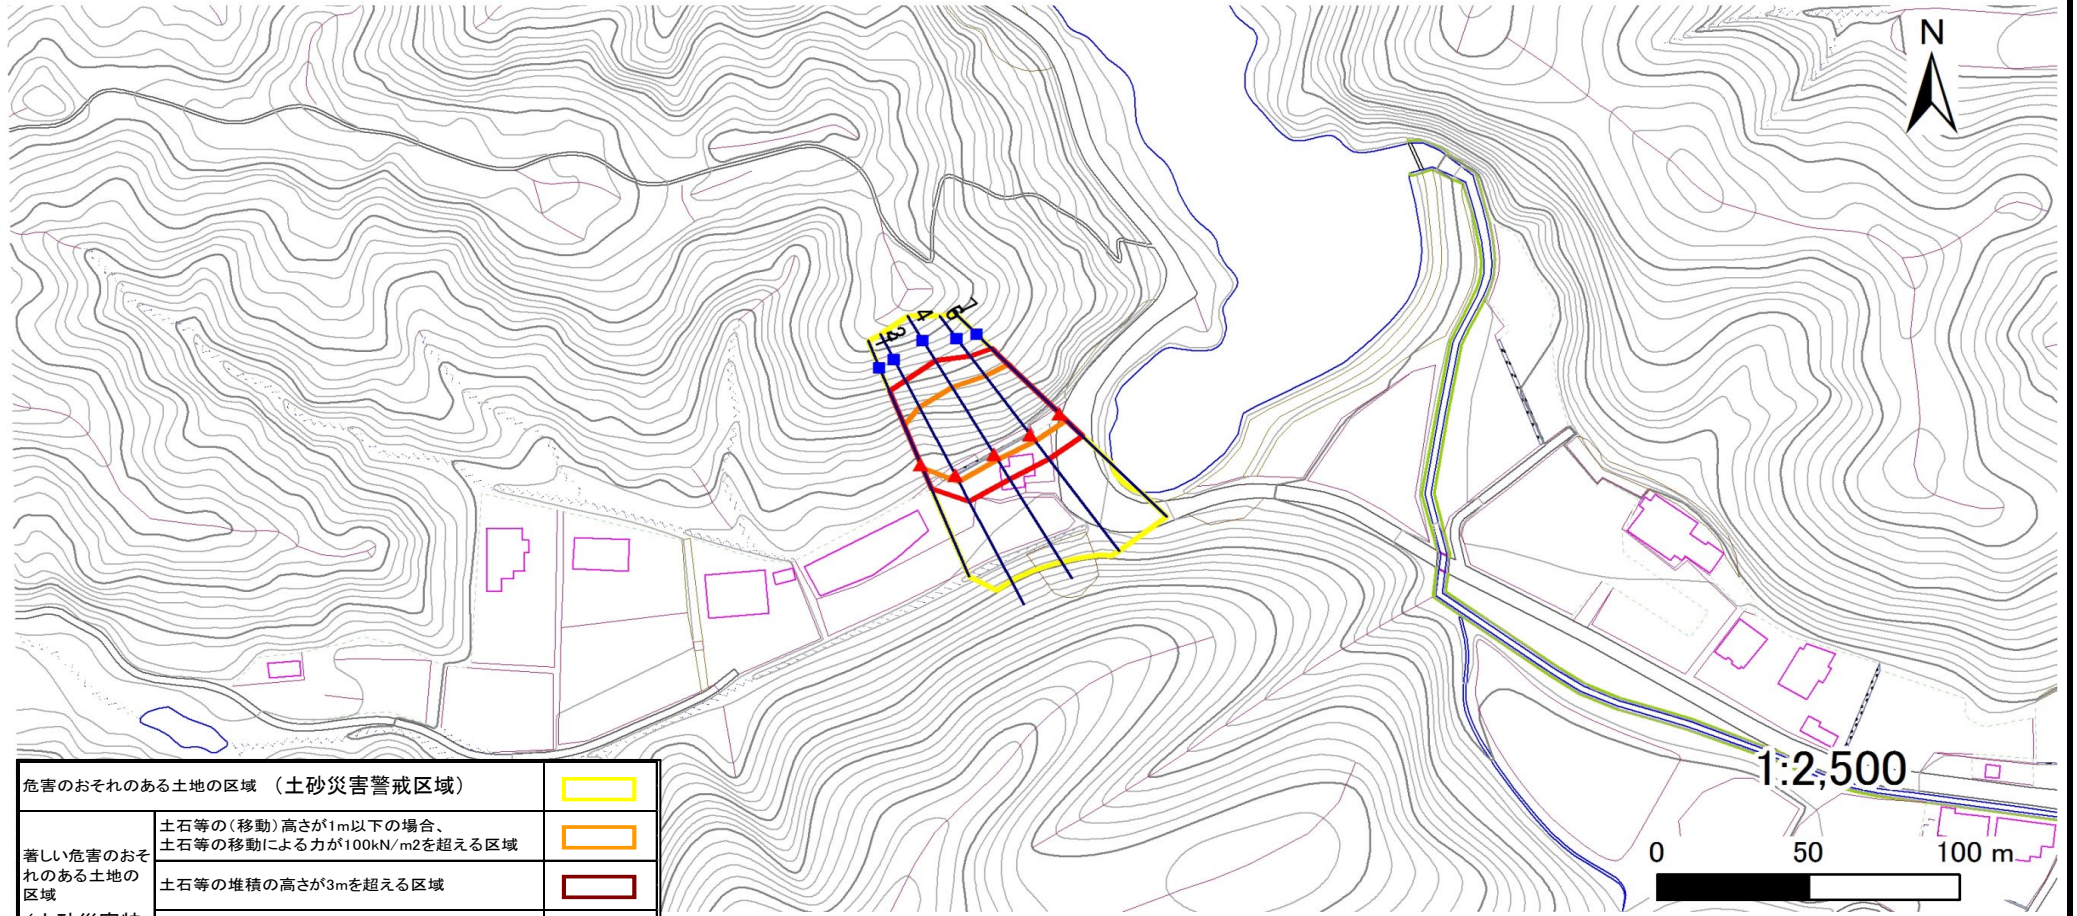 N
4
7
1:2,500
0 50 100 m
危害のおそれのある土地の区域 (土砂災害警戒区域)
著しい危害のおそ
れのある土地の
区域
土石等の(移動)高さが1m以下の場合、
土石等の移動による力が100kN/m2を超える区域
土石等の堆積の高さが3mを超える区域